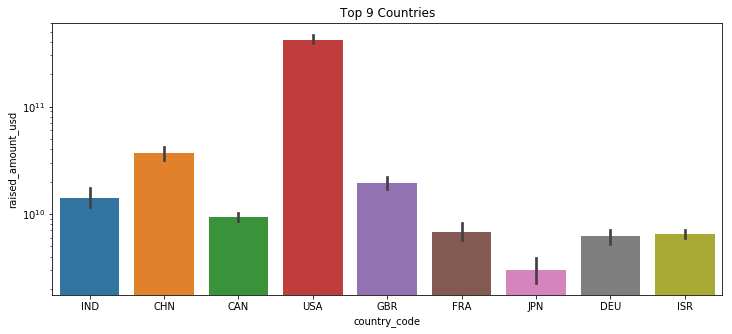 Top 9 Countries
raised_amount_usd
10¹¹
10¹⁰
IND CHN CAN USA GBR FRA JPN DEU ISR
country_code